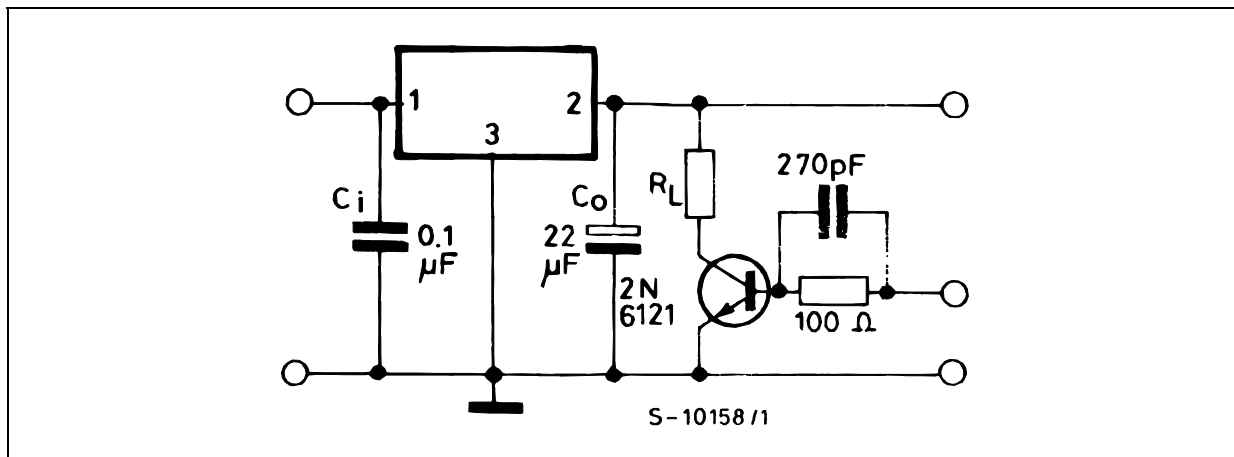 1
2
3
Ci
0.1
µF
Co
22
µF
RL
270pF
2N
6121
100 Ω
S-10158/1